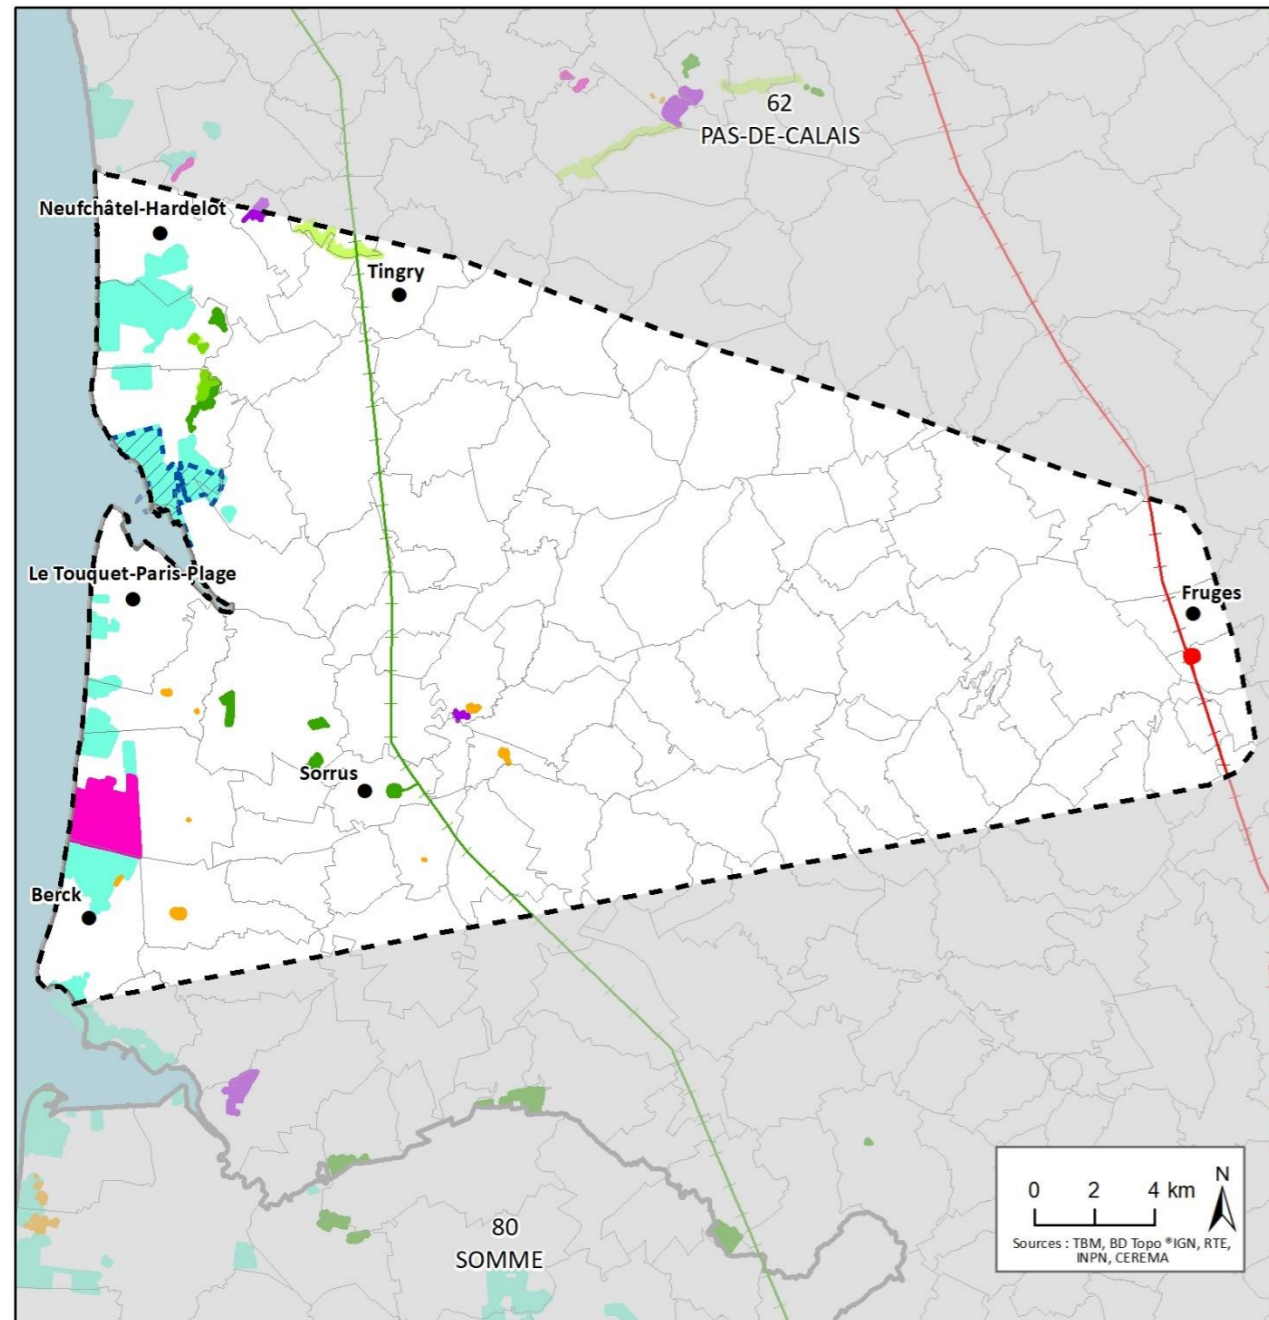 62
PAS-DE-CALAIS
Neufchâtel-Hardelot
Tingry
Le Touquet-Paris-Plage
Fruges
Sorrus
Berck
N
0 2 4 km
Sources : TBM, BD Topo ®IGN, RTE,
INPN, CEREMA
80
SOMME